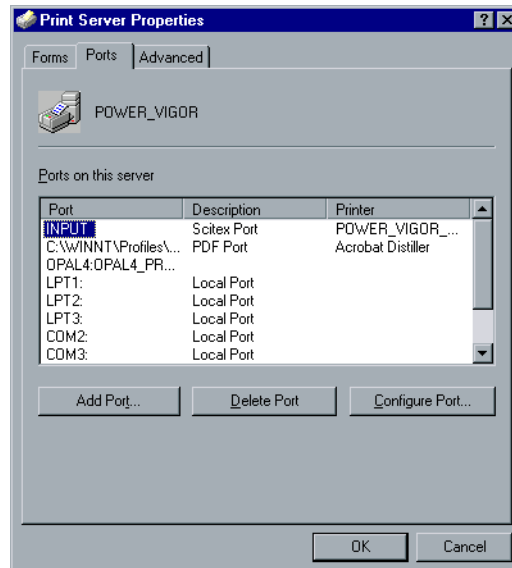 Print Server Properties
Forms Ports Advanced
POWER_VIGOR
Ports on this server
Port Description Printer
INPUT Scitex Port POWER_VIGOR_...
C:\WINNT\Profiles\... PDF Port Acrobat Distiller
OPAL4:OPAL4_PR...
LPT1: Local Port
LPT2: Local Port
LPT3: Local Port
COM2: Local Port
COM3: Local Port
Add Port... Delete Port Configure Port...
OK Cancel